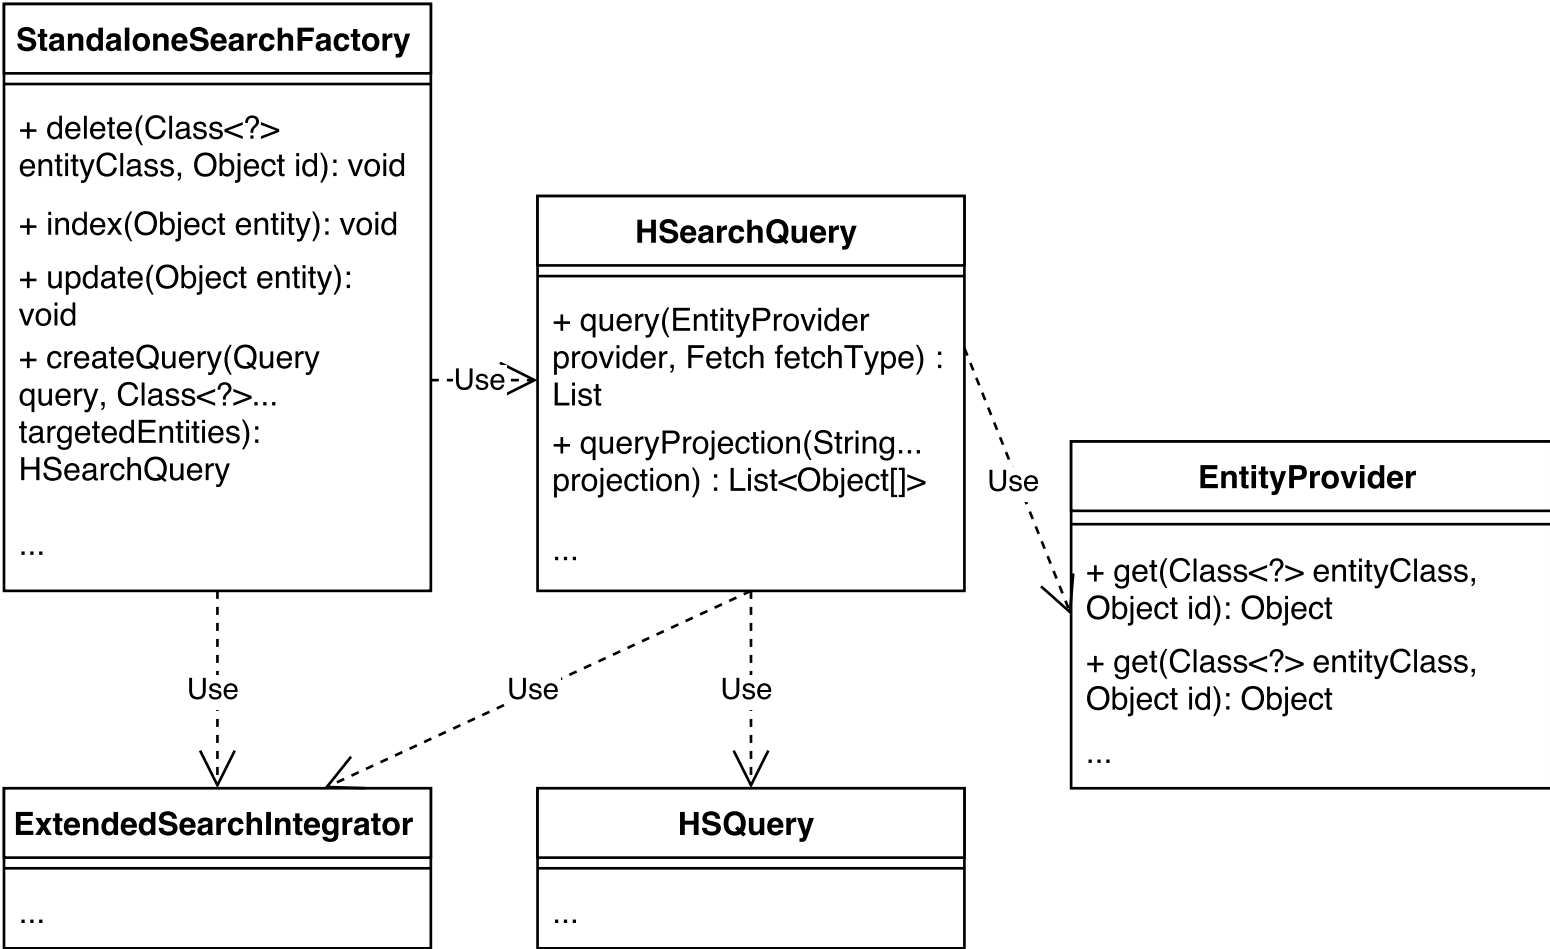 StandaloneSearchFactory
+ delete(Class<?>
entityClass, Object id): void
+ index(Object entity): void
+ update(Object entity):
void
+ createQuery(Query
query, Class<?>...
targetedEntities):
HSearchQuery
...
Use
HSearchQuery
+ query(EntityProvider
provider, Fetch fetchType) :
List
+ queryProjection(String...
projection) : List<Object[]>
...
Use
EntityProvider
+ get(Class<?> entityClass,
Object id): Object
+ get(Class<?> entityClass,
Object id): Object
...
Use
Use
Use
ExtendedSearchIntegrator
...
HSQuery
...